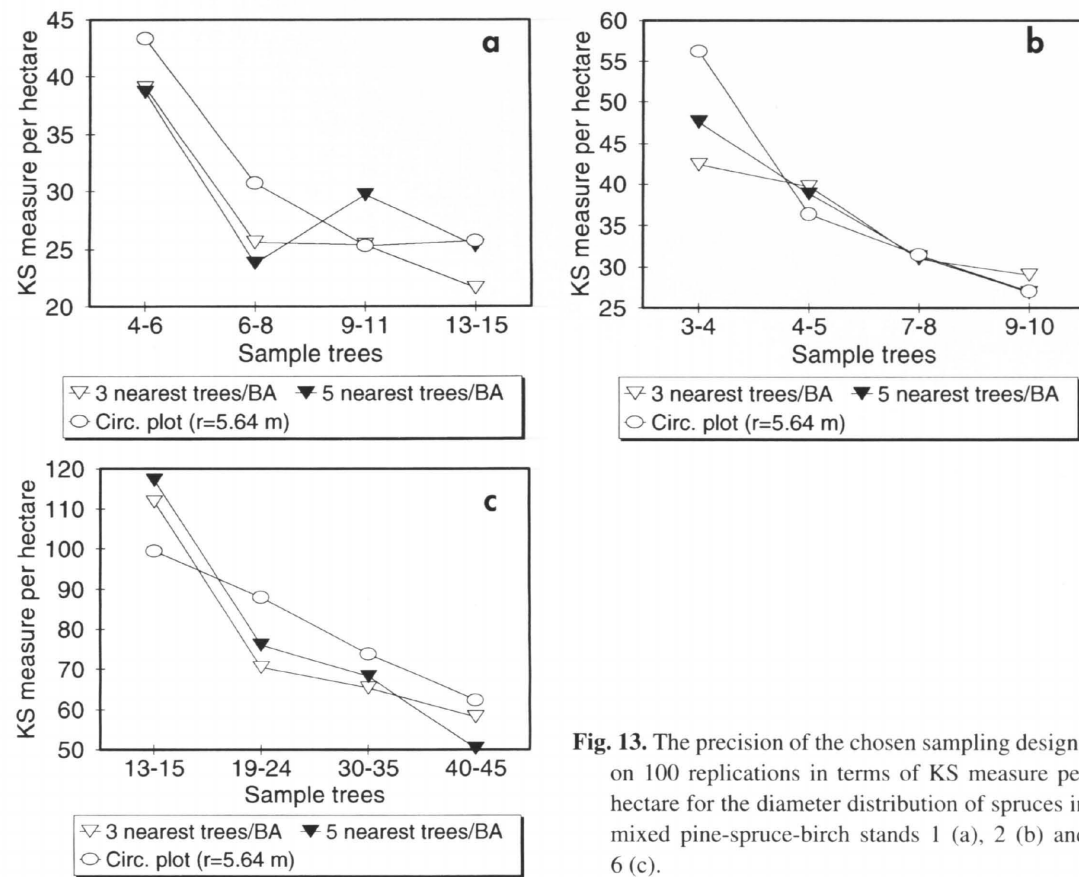 a
KS measure per hectare
45
40
35
30
25
20
4-6 6-8 9-11 13-15
Sample trees
3 nearest trees/BA 5 nearest trees/BA
Circ. plot (r=5.64 m)
b
KS measure per hectare
60
55
50
45
40
35
30
25
3-4 4-5 7-8 9-10
Sample trees
3 nearest trees/BA 5 nearest trees/BA
Circ. plot (r=5.64 m)
c
KS measure per hectare
120
110
100
90
80
70
60
50
13-15 19-24 30-35 40-45
Sample trees
3 nearest trees/BA 5 nearest trees/BA
Circ. plot (r=5.64 m)
Fig. 13. The precision of the chosen sampling design
on 100 replications in terms of KS measure pe
hectare for the diameter distribution of spruces i
mixed pine-spruce-birch stands 1 (a), 2 (b) and
6 (c).